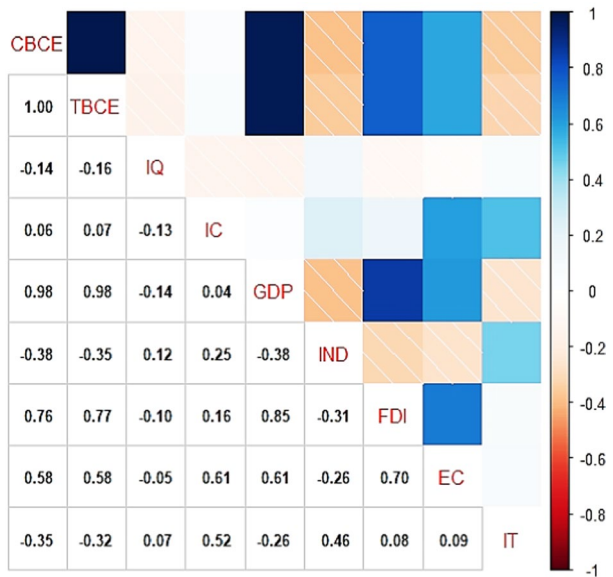 CBCE
1.00 TBCE
-0.14 -0.16 IQ
0.06 0.07 -0.13 IC
0.98 0.98 -0.14 0.04 GDP
-0.38 -0.35 0.12 0.25 -0.38 IND
0.76 0.77 -0.10 0.16 0.85 -0.31 FDI
0.58 0.58 -0.05 0.61 0.61 -0.26 0.70 EC
-0.35 -0.32 0.07 0.52 -0.26 0.46 0.08 0.09 IT
1
0.8
0.6
0.4
0.2
0
-0.2
-0.4
-0.6
-0.8
-1